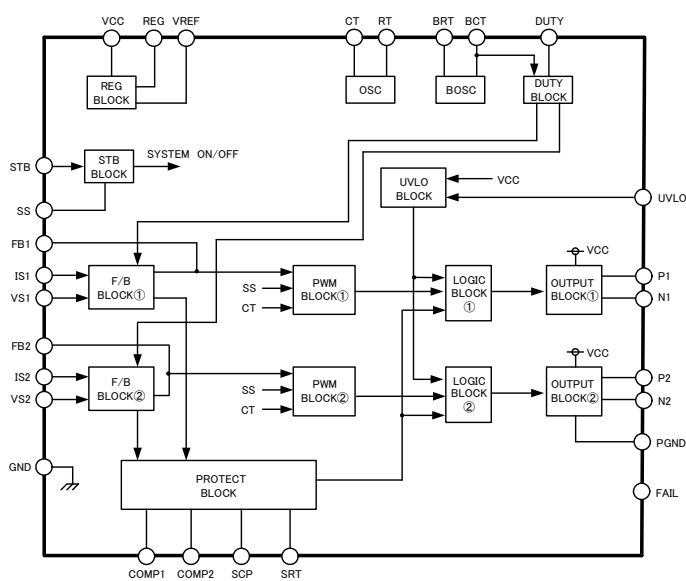 VCC REG VREF CT RT BRT BCT DUTY
REG
BLOCK
OSC
BOSC
DUTY
BLOCK
STB
STB
BLOCK
SYSTEM ON/OFF
SS
UVLO
BLOCK
VCC
UVLO
FB1
IS1
VS1
F/B
BLOCK①
SS
CT
PWM
BLOCK①
LOGIC
BLOCK
①
VCC
OUTPUT
BLOCK①
P1
N1
FB2
IS2
VS2
F/B
BLOCK②
SS
CT
PWM
BLOCK②
LOGIC
BLOCK
②
VCC
OUTPUT
BLOCK②
P2
N2
PGND
GND
PROTECT
BLOCK
FAIL
COMP1 COMP2 SCP SRT